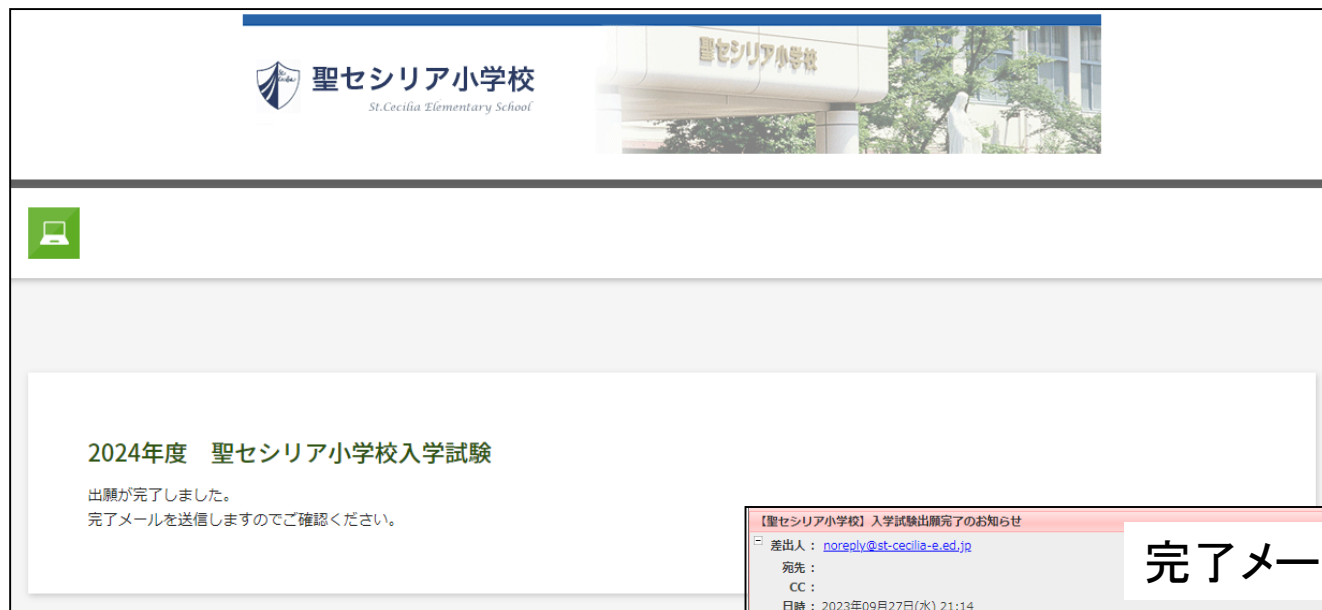 聖セシリア小学校
St.Cecilia Elementary School
聖セシリア小学校
2024年度　聖セシリア小学校入学試験
出願が完了しました。
完了メールを送信しますのでご確認ください。
【聖セシリア小学校】入学試験出願完了のお知らせ
差出人： noreply@st-cecilia-e.ed.jp
完了メー
宛先：
CC：
日時： 2023年09月27日(水) 21:14